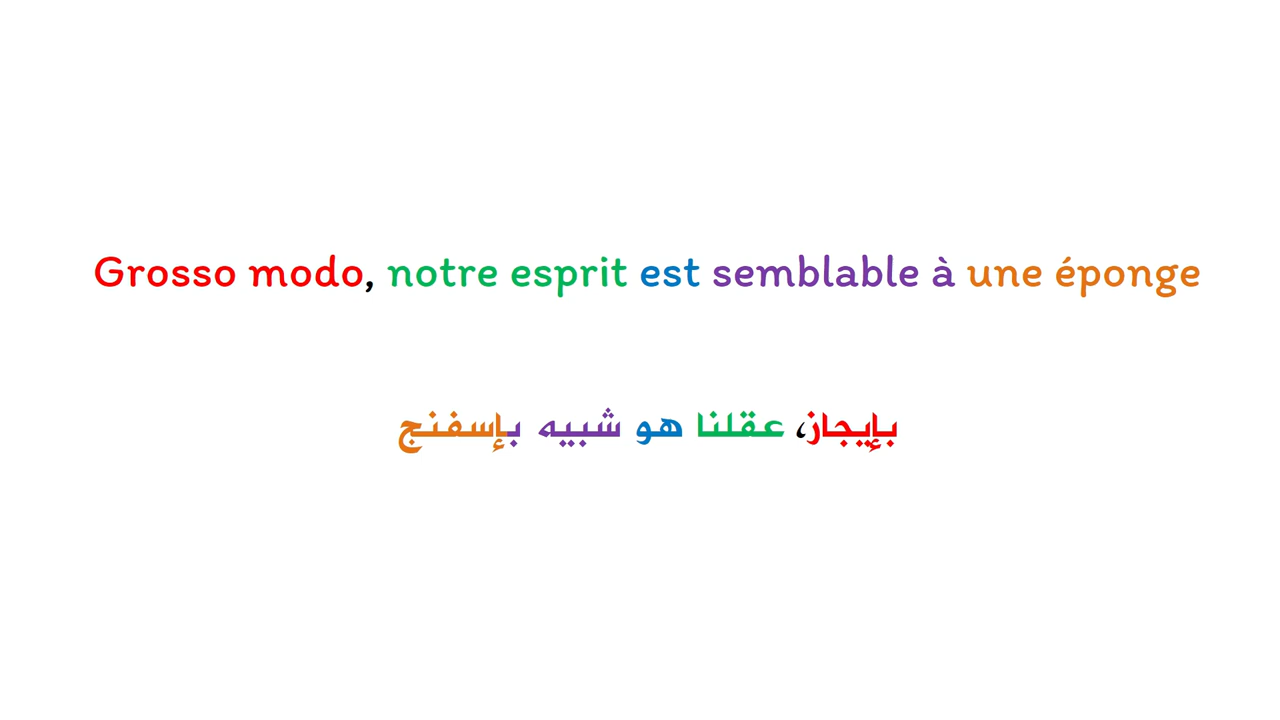 Grosso modo, notre esprit est semblable à une éponge
بإيجاز، عقلنا هو شبيه بإسفنج